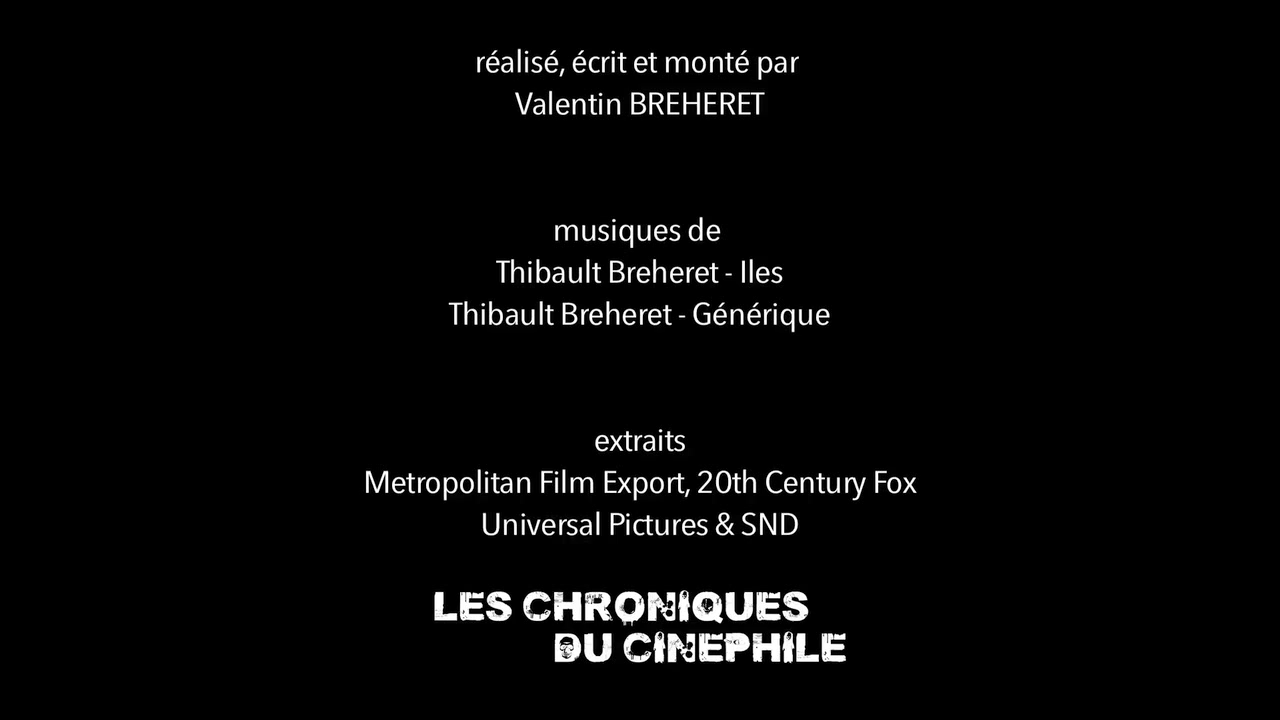 réalisé, écrit et monté par
Valentin BREHERET
musiques de
Thibault Breheret - Iles
Thibault Breheret - Générique
extraits
Metropolitan Film Export, 20th Century Fox
Universal Pictures & SND
LES CHRONIQUES
DU CINEPHILE